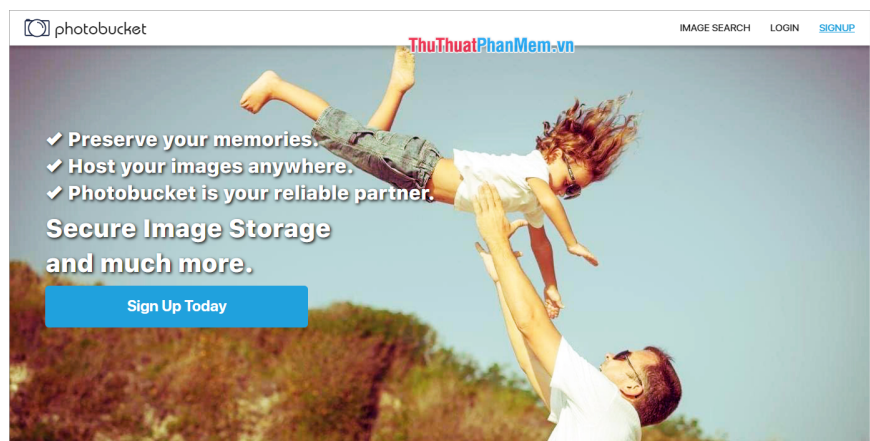 photobucket
IMAGE SEARCH LOGIN SIGNUP
ThuThuatPhanMem.vn
✔ Preserve your memories.
✔ Host your images anywhere.
✔ Photobucket is your reliable partner.
Secure Image Storage
and much more.
Sign Up Today